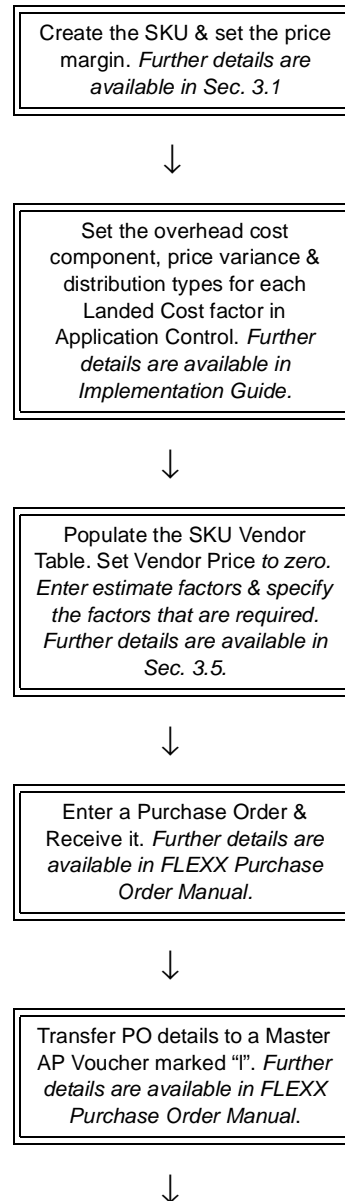 Create the SKU & set the price
margin. Further details are
available in Sec. 3.1
↓
Set the overhead cost
component, price variance &
distribution types for each
Landed Cost factor in
Application Control. Further
details are available in
Implementation Guide.
↓
Populate the SKU Vendor
Table. Set Vendor Price to zero.
Enter estimate factors & specify
the factors that are required.
Further details are available in
Sec. 3.5.
↓
Enter a Purchase Order &
Receive it. Further details are
available in FLEXX Purchase
Order Manual.
↓
Transfer PO details to a Master
AP Voucher marked “I”. Further
details are available in FLEXX
Purchase Order Manual.
↓